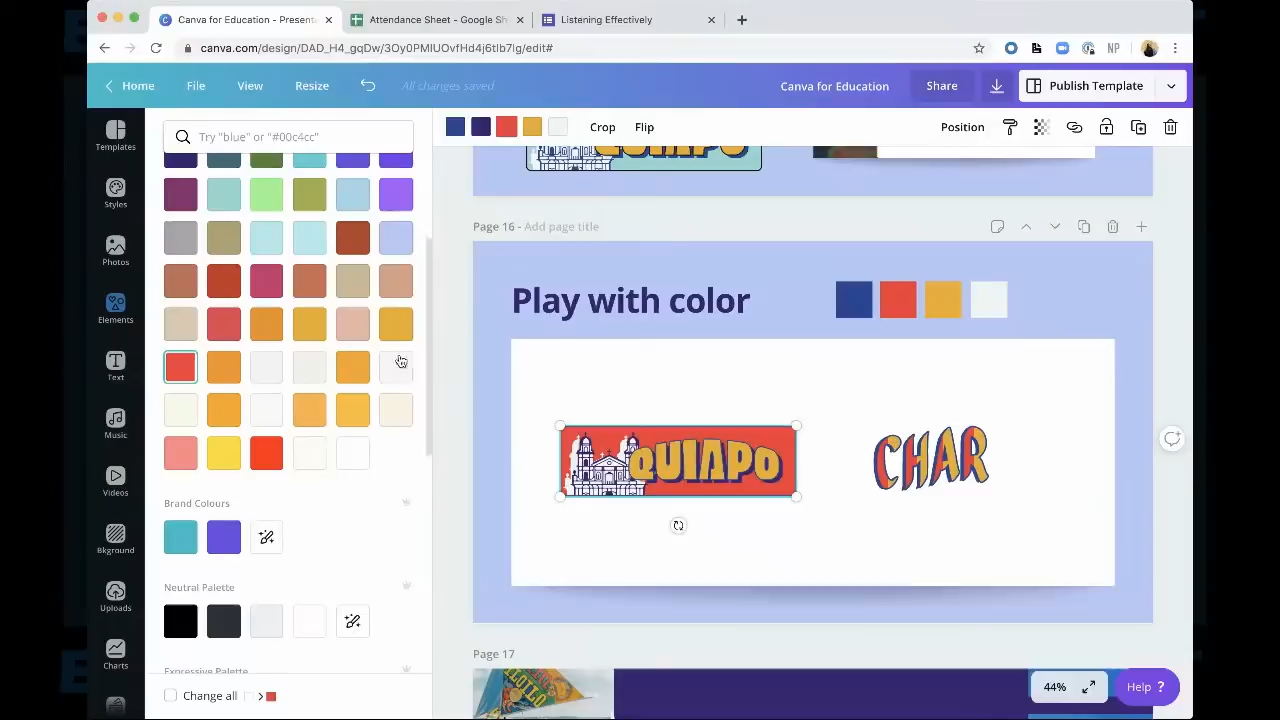 Canva for Education - Present
Attendance Sheet - Google Sh
Listening Effectively
canva.com/design/DAD_H4_gqDw/3Oy0PMIUOvfHd4j6tIb7Ig/edit#
NP
Home
File
View
Resize
All changes saved
Canva for Education
Share
Publish Template
Try "blue" or "#00c4cc"
Crop
Flip
Position
Templates
Styles
Photos
Elements
Text
Music
Videos
Bkground
Uploads
Charts
Brand Colours
Neutral Palette
Expressive Palette
Change all
QUIAPO
Page 16 - Add page title
Play with color
QUIAPO
CHAR
Page 17
LOTTO
44%
Help ?